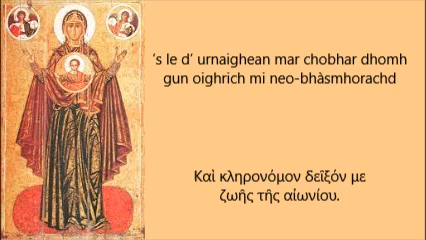 ‘s le d’ urnaighean mar chobhar dhomh
gun oighrich mi neo-bhàsmhorachd
Καὶ κληρονόμον δεῖξόν με
ζωῆς τῆς αἰωνίου.